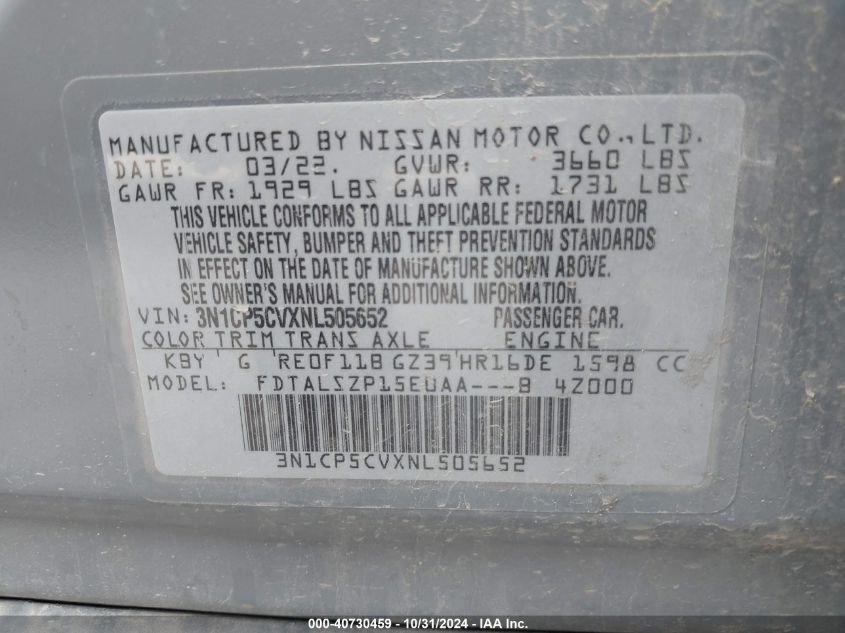 MANUFACTURED BY NISSAN MOTOR CO., LTD.
DATE: 03/22. GVWR: 3660 LBS
GAWR FR: 1929 LBS GAWR RR: 1731 LBS
THIS VEHICLE CONFORMS TO ALL APPLICABLE FEDERAL MOTOR
VEHICLE SAFETY, BUMPER AND THEFT PREVENTION STANDARDS
IN EFFECT ON THE DATE OF MANUFACTURE SHOWN ABOVE.
SEE OWNER'S MANUAL FOR ADDITIONAL INFORMATION.
VIN: 3N1CP5CVXNL505652 PASSENGER CAR.
COLOR TRIM TRANS AXLE ENGINE
KBY G RE0F11B GZ39 HR16DE 1598 CC
MODEL: FDTALSZP15EUAA---B 4Z000
3N1CP5CVXNL505652
000-40730459 - 10/31/2024 - IAA Inc.